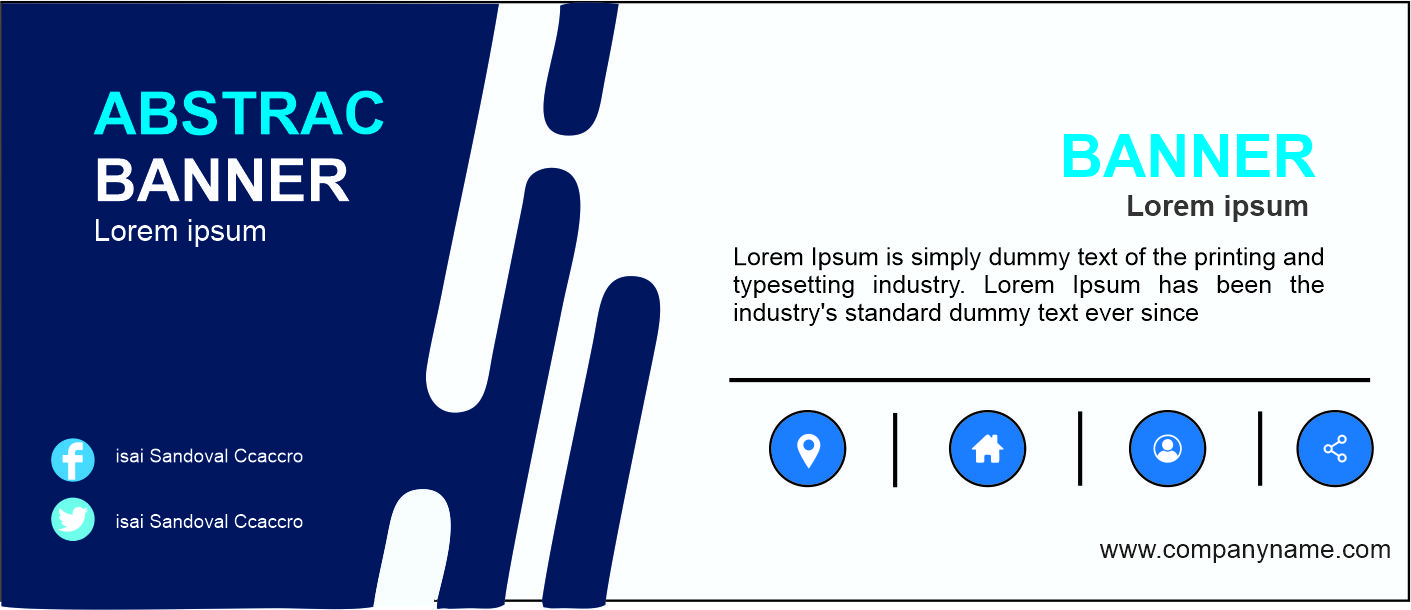 ABSTRAC
BANNER
Lorem ipsum
isai Sandoval Ccaccro
isai Sandoval Ccaccro
BANNER
Lorem ipsum
Lorem Ipsum is simply dummy text of the printing and
typesetting industry. Lorem Ipsum has been the
industry's standard dummy text ever since
www.companyname.com